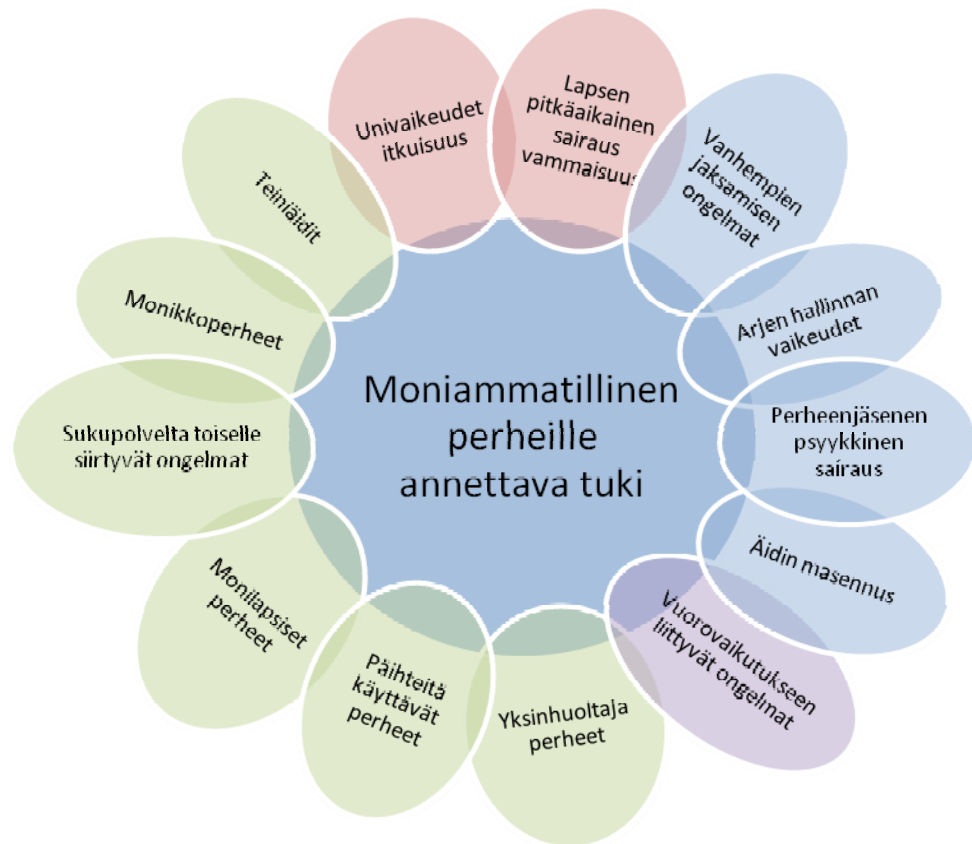 Univaikeudet
itkuisuus
Lapsen
pitkäaikainen
sairaus
vammaisuus
Vanhempien
jaksamisen
ongelmat
Arjen hallinnan
vaikeudet
Perheenjäsenen
psyykkinen
sairaus
Äidin masennus
Vuorovaikutukseen
liittyvät ongelmat
Yksinhuoltaja
perheet
Päihteitä
käyttävät
perheet
Monilapsiset
perheet
Sukupolvelta toiselle
siirtyvät ongelmat
Monikkoperheet
Teiniäidit
Moniammatillinen
perheille
annettava tuki